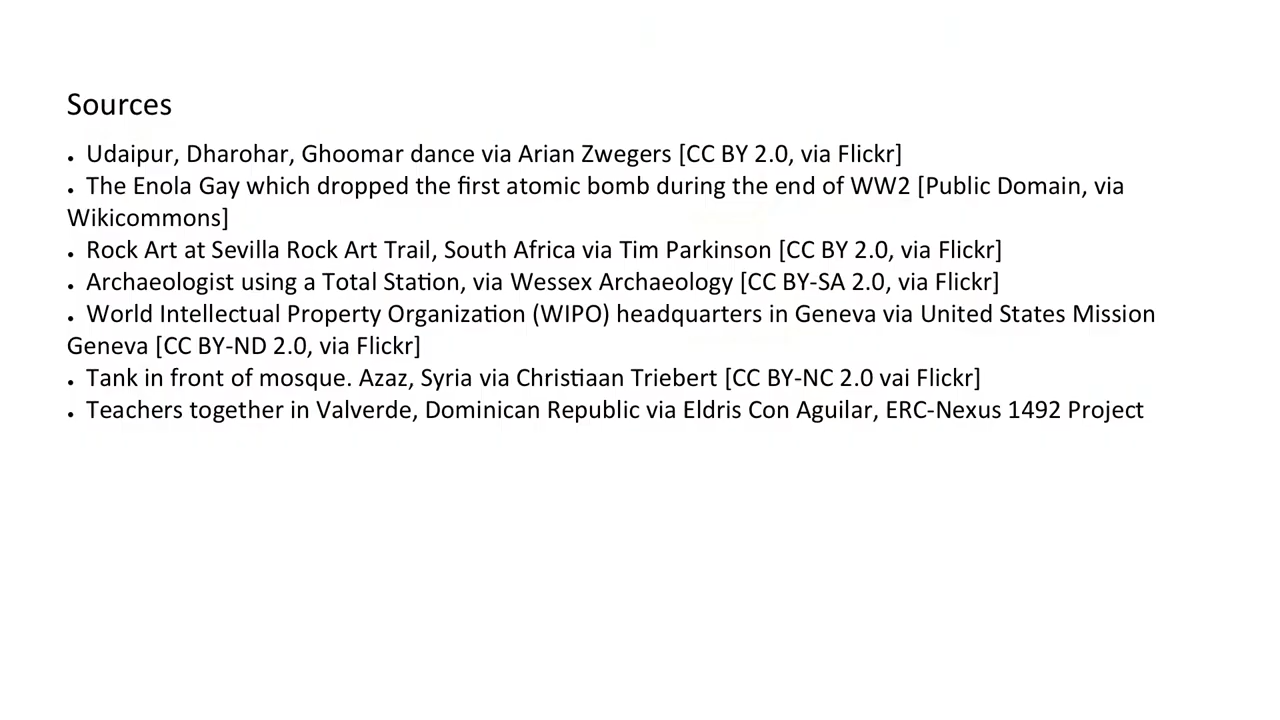 Sources
• Udaipur, Dharohar, Ghoomar dance via Arian Zwegers [CC BY 2.0, via Flickr]
• The Enola Gay which dropped the first atomic bomb during the end of WW2 [Public Domain, via
Wikicommons]
• Rock Art at Sevilla Rock Art Trail, South Africa via Tim Parkinson [CC BY 2.0, via Flickr]
• Archaeologist using a Total Station, via Wessex Archaeology [CC BY-SA 2.0, via Flickr]
• World Intellectual Property Organization (WIPO) headquarters in Geneva via United States Mission
Geneva [CC BY-ND 2.0, via Flickr]
• Tank in front of mosque. Azaz, Syria via Christiaan Triebert [CC BY-NC 2.0 vai Flickr]
• Teachers together in Valverde, Dominican Republic via Eldris Con Aguilar, ERC-Nexus 1492 Project